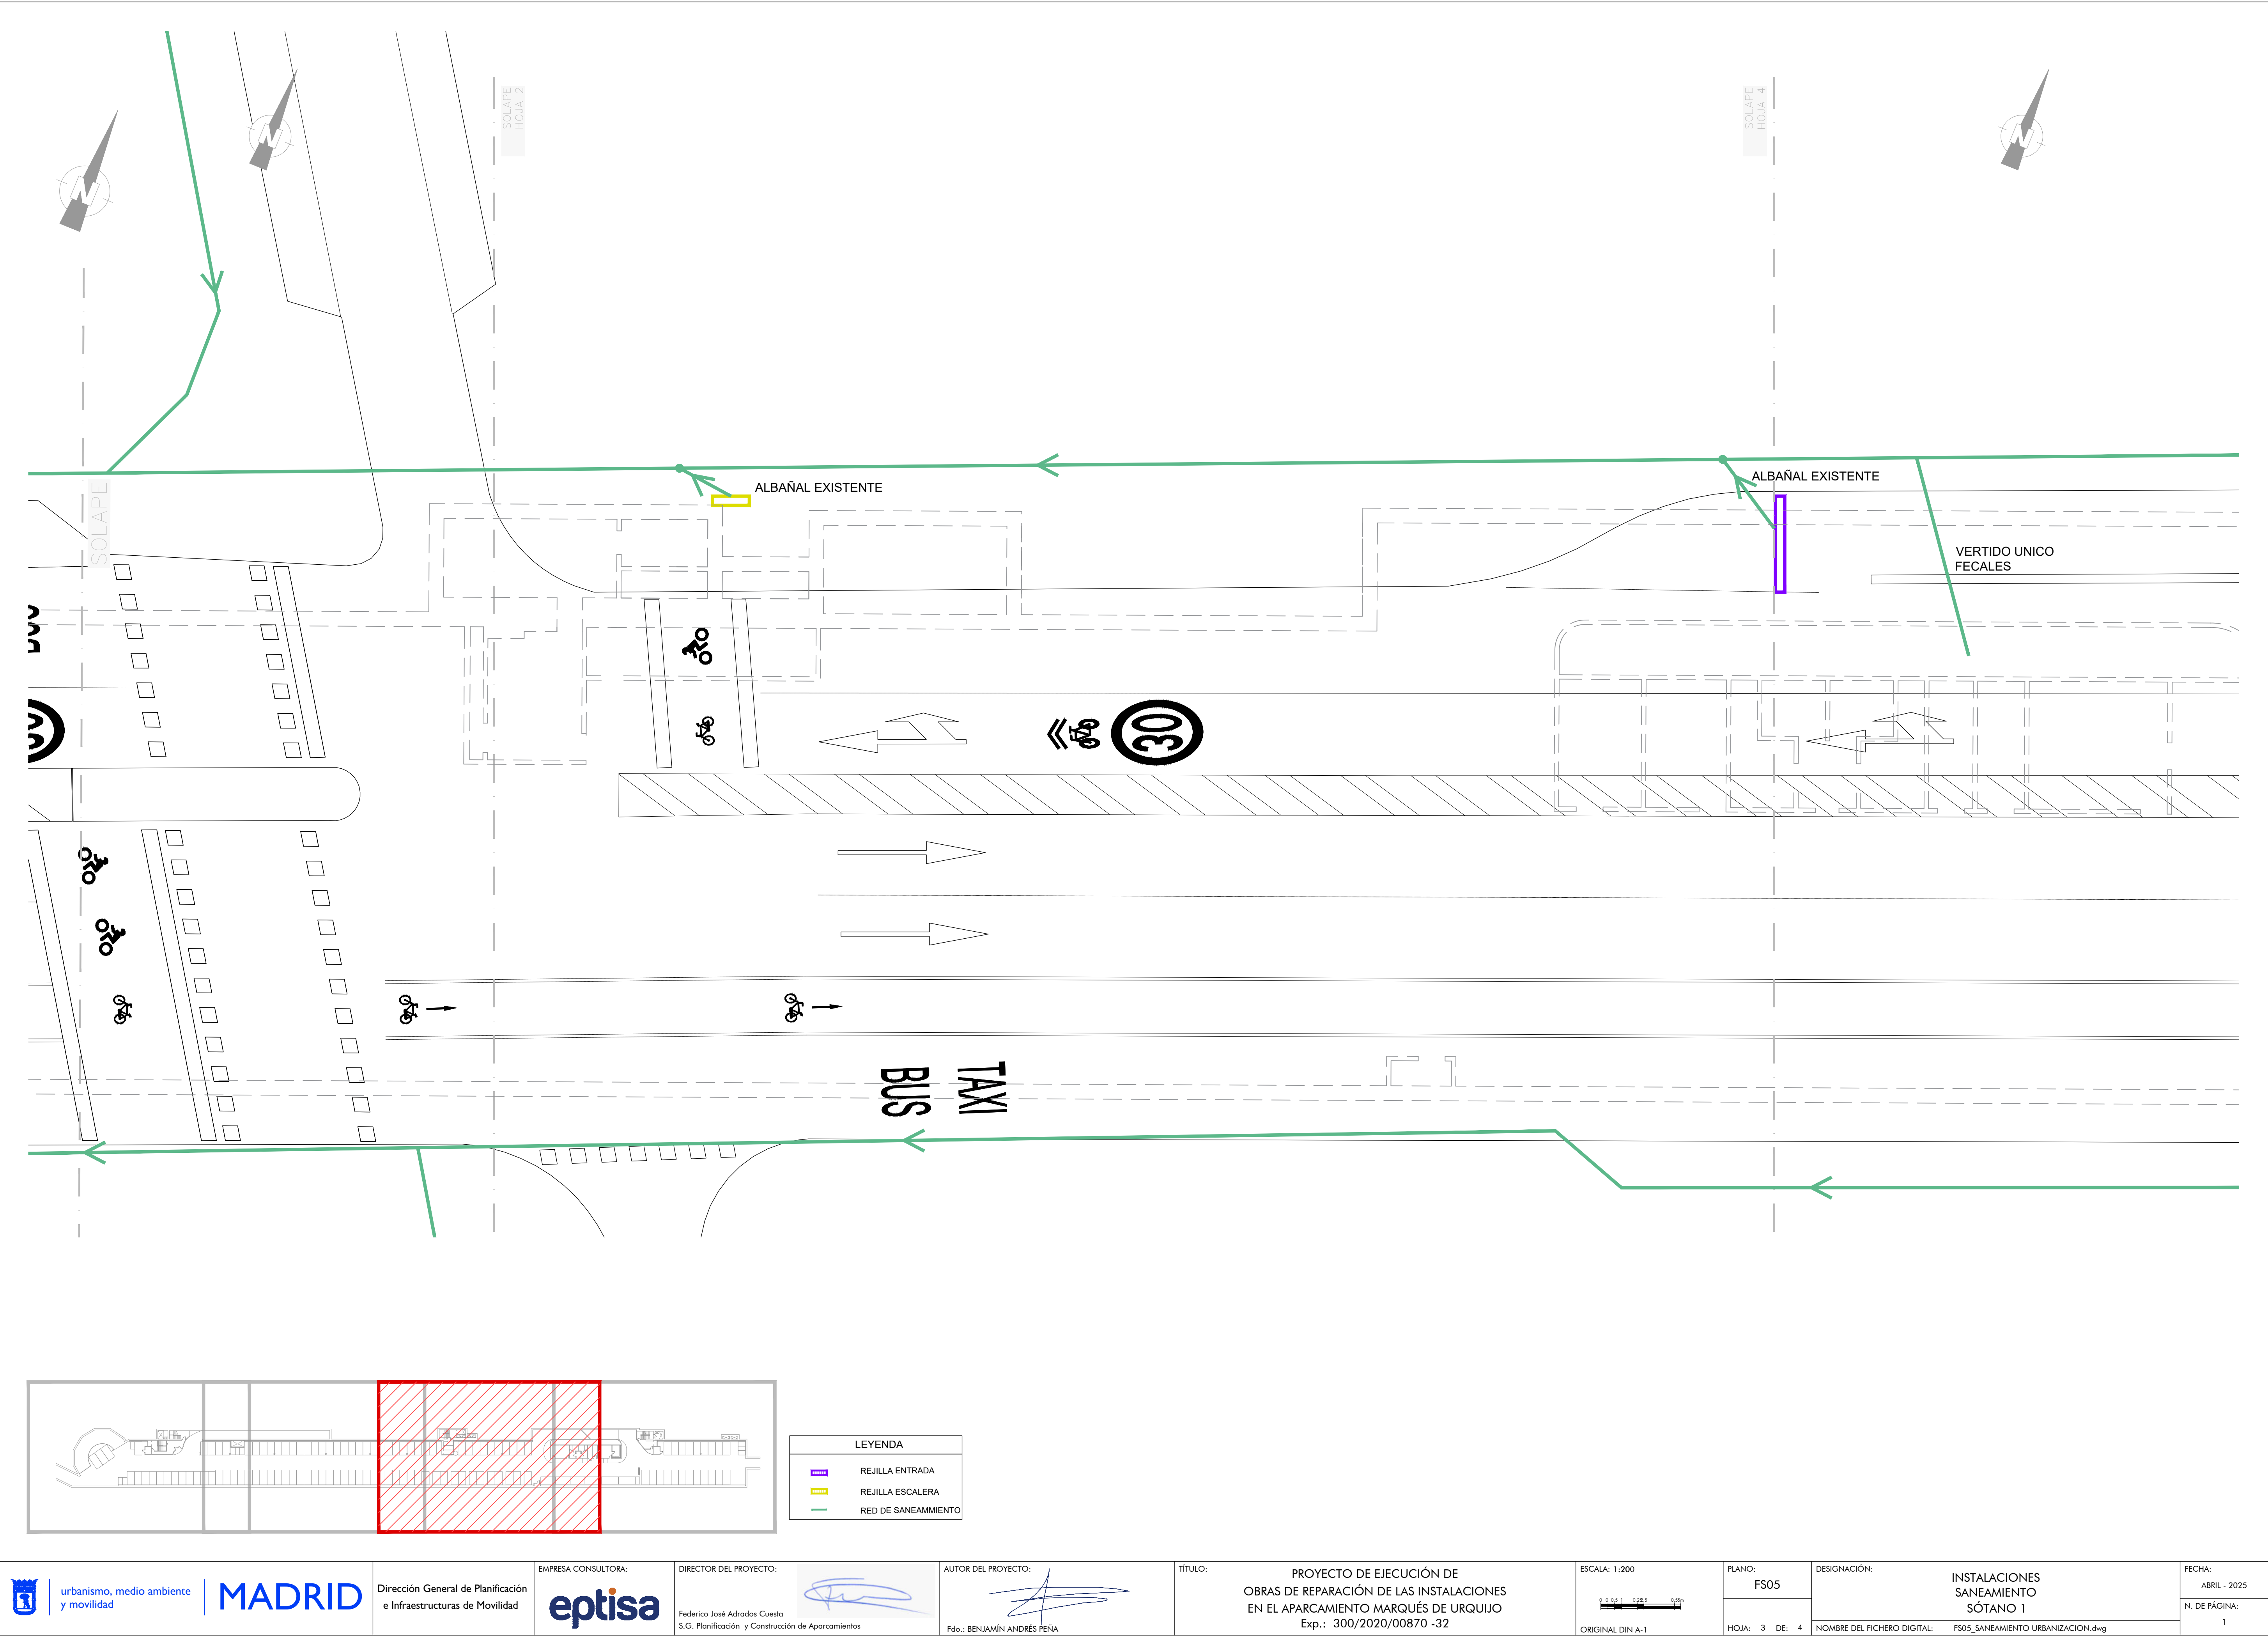 SOLAPE
HOJA 2
SOLAPE
HOJA 4
N
N
N
ALBAÑAL EXISTENTE
ALBAÑAL EXISTENTE
SOLAPE
VERTIDO UNICO
FECALES
30
BUS
TAXI
LEYENDA
REJILLA ENTRADA
REJILLA ESCALERA
RED DE SANEAMMIENTO
urbanismo, medio ambiente
y movilidad
MADRID
Dirección General de Planificación
e Infraestructuras de Movilidad
EMPRESA CONSULTORA:
eptisa
DIRECTOR DEL PROYECTO:
Federico José Adrados Cuesta
S.G. Planificación y Construcción de Aparcamientos
AUTOR DEL PROYECTO:
Fdo.: BENJAMÍN ANDRÉS PEÑA
TÍTULO:
PROYECTO DE EJECUCIÓN DE
OBRAS DE REPARACIÓN DE LAS INSTALACIONES
EN EL APARCAMIENTO MARQUÉS DE URQUIJO
Exp.: 300/2020/00870 -32
ESCALA: 1:200
ORIGINAL DIN A-1
PLANO:
FS05
HOJA: 3 DE: 4
DESIGNACIÓN:
INSTALACIONES
SANEAMIENTO
SÓTANO 1
NOMBRE DEL FICHERO DIGITAL: FS05_SANEAMIENTO URBANIZACION.dwg
FECHA:
ABRIL - 2025
N. DE PÁGINA:
1